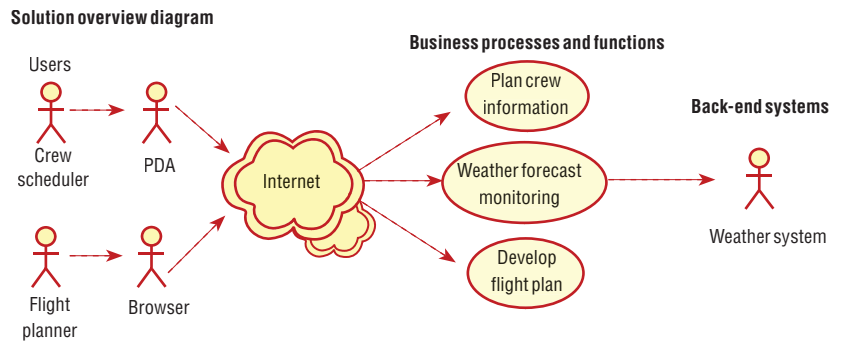 Solution overview diagram
Users
Crew
scheduler
PDA
Flight
planner
Browser
Internet
Business processes and functions
Plan crew
information
Weather forecast
monitoring
Develop
flight plan
Back-end systems
Weather system